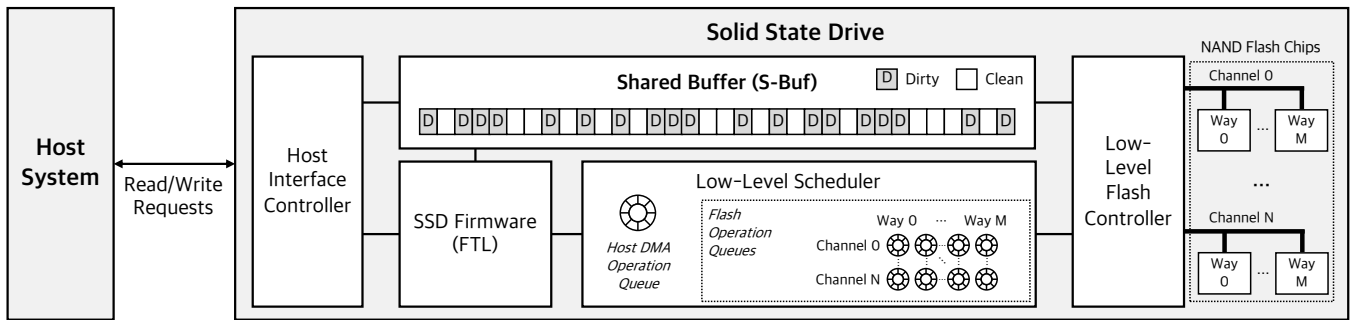 Solid State Drive
NAND Flash Chips
Shared Buffer (S-Buf)
D Dirty Clean
D D D D D D D D D D D D D D D D D D D
Channel 0
Way 0 ... Way M
...
Host System
Read/Write Requests
Host Interface Controller
SSD Firmware (FTL)
Low-Level Scheduler
Host DMA Operation Queue
Flash Operation Queues
Way 0 ... Way M
Channel 0
Channel N
Low-Level Flash Controller
Channel N
Way 0 ... Way M